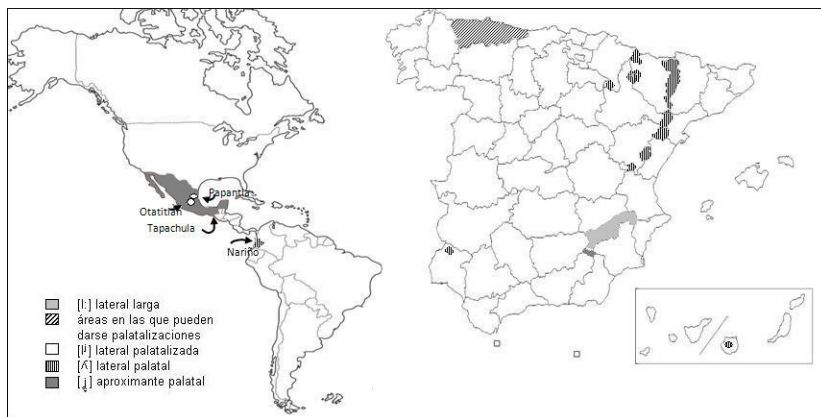 Papantla
Otatitlán
Tapachula
Nariño
[l:] lateral larga
áreas en las que pueden
darse palatalizaciones
[lʲ] lateral palatalizada
[ʎ] lateral palatal
[ʝ̞] aproximante palatal